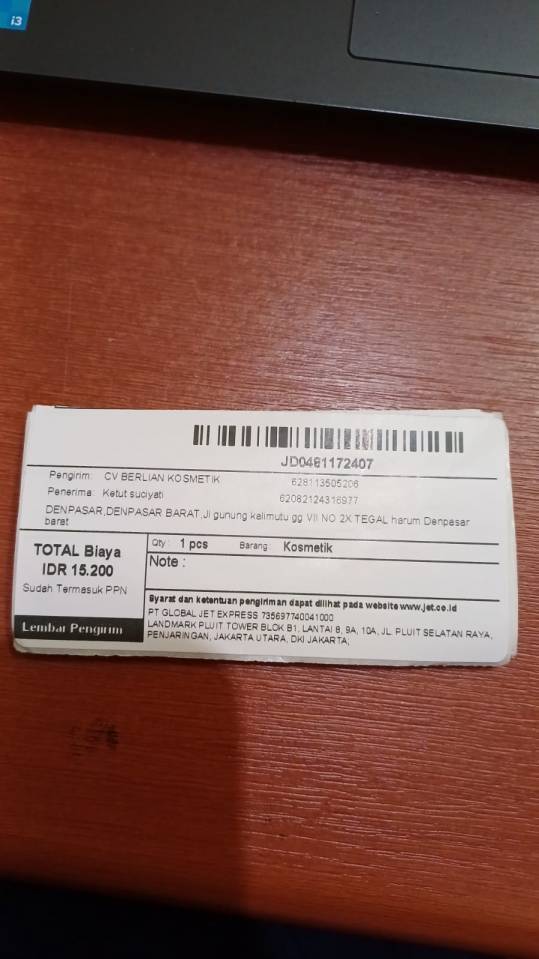 i3
JD0461172407
Pengirim: CV BERLIAN KOSMETIK 628113505206
Penerima: Ketut suciyati 62082124316977
DENPASAR,DENPASAR BARAT,Jl gunung kalimutu gg VII NO 2X TEGAL harum Denpasar
barat
TOTAL Biaya
IDR 15.200
Sudah Termasuk PPN
Lembar Pengirim
Qty : 1 pcs Barang: Kosmetik
Note :
Syarat dan ketentuan pengiriman dapat dilihat pada website www.jet.co.id
PT GLOBAL JET EXPRESS 735697740041000
LANDMARK PLUIT TOWER BLOK B1, LANTAI 8, 9A, 10A, JL. PLUIT SELATAN RAYA,
PENJARINGAN, JAKARTA UTARA, DKI JAKARTA;